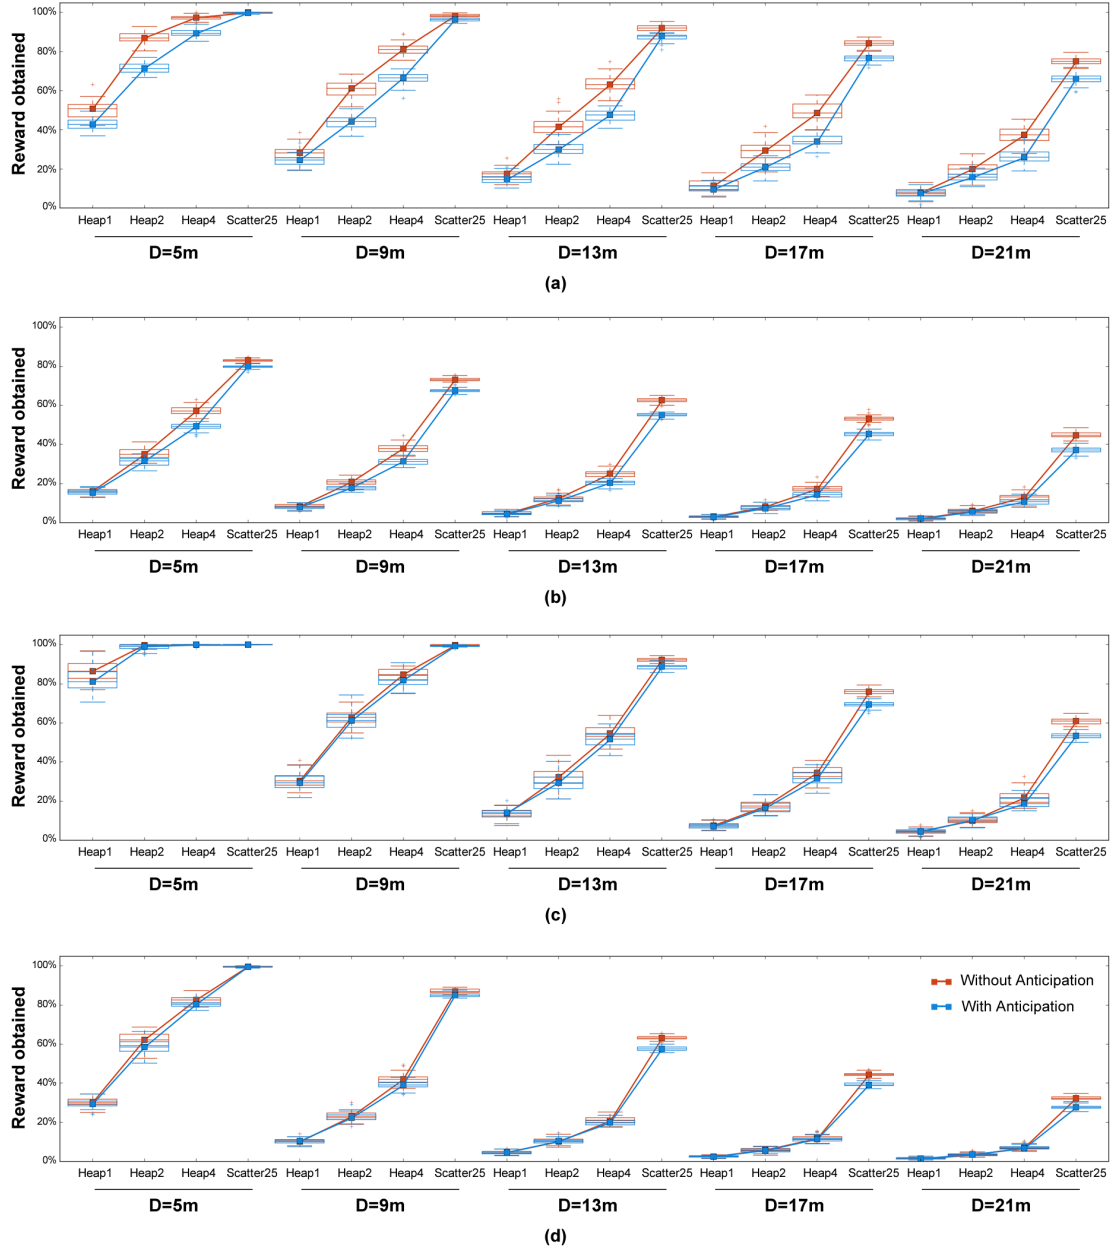 Reward obtained
100%
80%
60%
40%
20%
0%
Heap1 Heap2 Heap4 Scatter25 Heap1 Heap2 Heap4 Scatter25 Heap1 Heap2 Heap4 Scatter25 Heap1 Heap2 Heap4 Scatter25 Heap1 Heap2 Heap4 Scatter25
D=5m D=9m D=13m D=17m D=21m
(a)
Reward obtained
100%
80%
60%
40%
20%
0%
Heap1 Heap2 Heap4 Scatter25 Heap1 Heap2 Heap4 Scatter25 Heap1 Heap2 Heap4 Scatter25 Heap1 Heap2 Heap4 Scatter25 Heap1 Heap2 Heap4 Scatter25
D=5m D=9m D=13m D=17m D=21m
(b)
Reward obtained
100%
80%
60%
40%
20%
0%
Heap1 Heap2 Heap4 Scatter25 Heap1 Heap2 Heap4 Scatter25 Heap1 Heap2 Heap4 Scatter25 Heap1 Heap2 Heap4 Scatter25 Heap1 Heap2 Heap4 Scatter25
D=5m D=9m D=13m D=17m D=21m
(c)
Reward obtained
100%
80%
60%
40%
20%
0%
Without Anticipation
With Anticipation
Heap1 Heap2 Heap4 Scatter25 Heap1 Heap2 Heap4 Scatter25 Heap1 Heap2 Heap4 Scatter25 Heap1 Heap2 Heap4 Scatter25 Heap1 Heap2 Heap4 Scatter25
D=5m D=9m D=13m D=17m D=21m
(d)